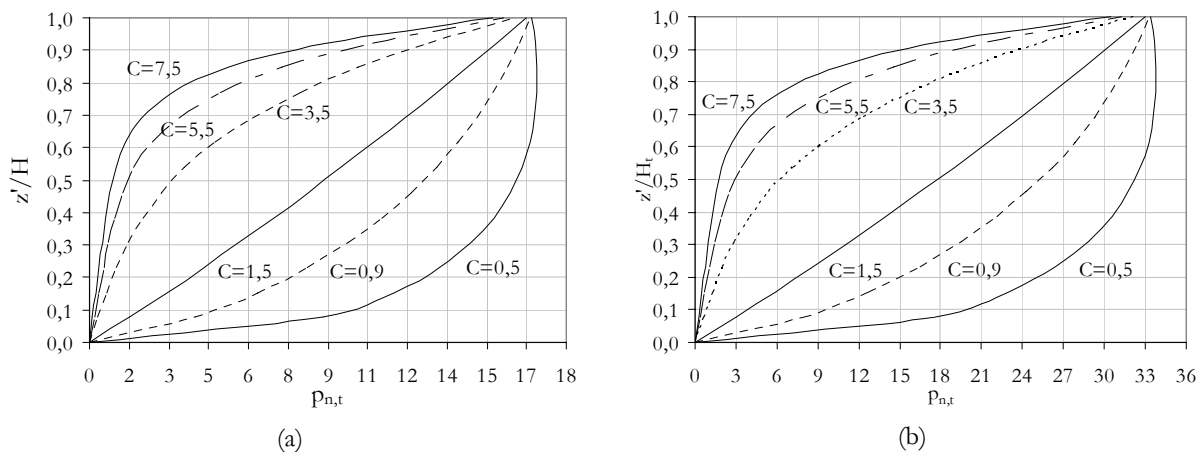 1,0
0,9
0,8
0,7
0,6
0,5
0,4
0,3
0,2
0,1
0,0
z'/H
C=7,5
C=5,5
C=3,5
C=1,5
C=0,9
C=0,5
0 2 3 5 6 8 9 11 12 14 15 17 18
pn,t
(a)
1,0
0,9
0,8
0,7
0,6
0,5
0,4
0,3
0,2
0,1
0,0
z'/Ht
C=7,5
C=5,5
C=3,5
C=1,5
C=0,9
C=0,5
0 3 6 9 12 15 18 21 24 27 30 33 36
pn,t
(b)